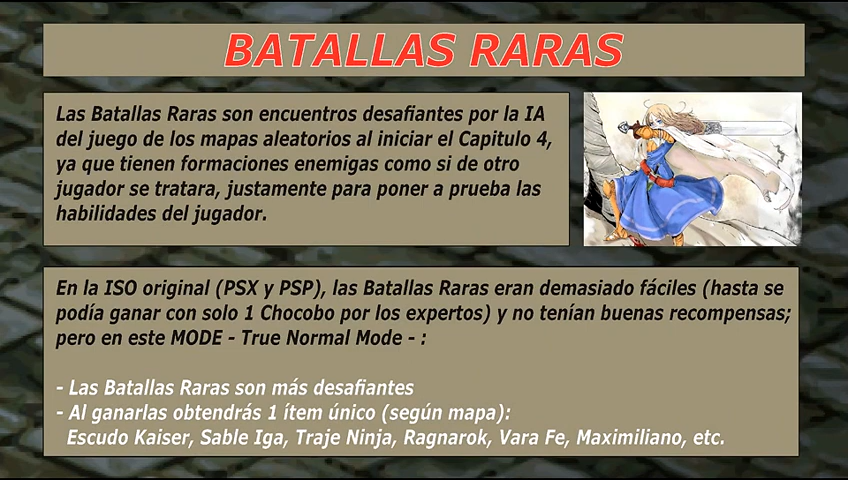 BATALLAS RARAS
Las Batallas Raras son encuentros desafiantes por la IA
del juego de los mapas aleatorios al iniciar el Capitulo 4,
ya que tienen formaciones enemigas como si de otro
jugador se tratara, justamente para poner a prueba las
habilidades del jugador.
En la ISO original (PSX y PSP), las Batallas Raras eran demasiado fáciles (hasta se
podía ganar con solo 1 Chocobo por los expertos) y no tenían buenas recompensas;
pero en este MODE - True Normal Mode - :
- Las Batallas Raras son más desafiantes
- Al ganarlas obtendrás 1 ítem único (según mapa):
Escudo Kaiser, Sable Iga, Traje Ninja, Ragnarok, Vara Fe, Maximiliano, etc.